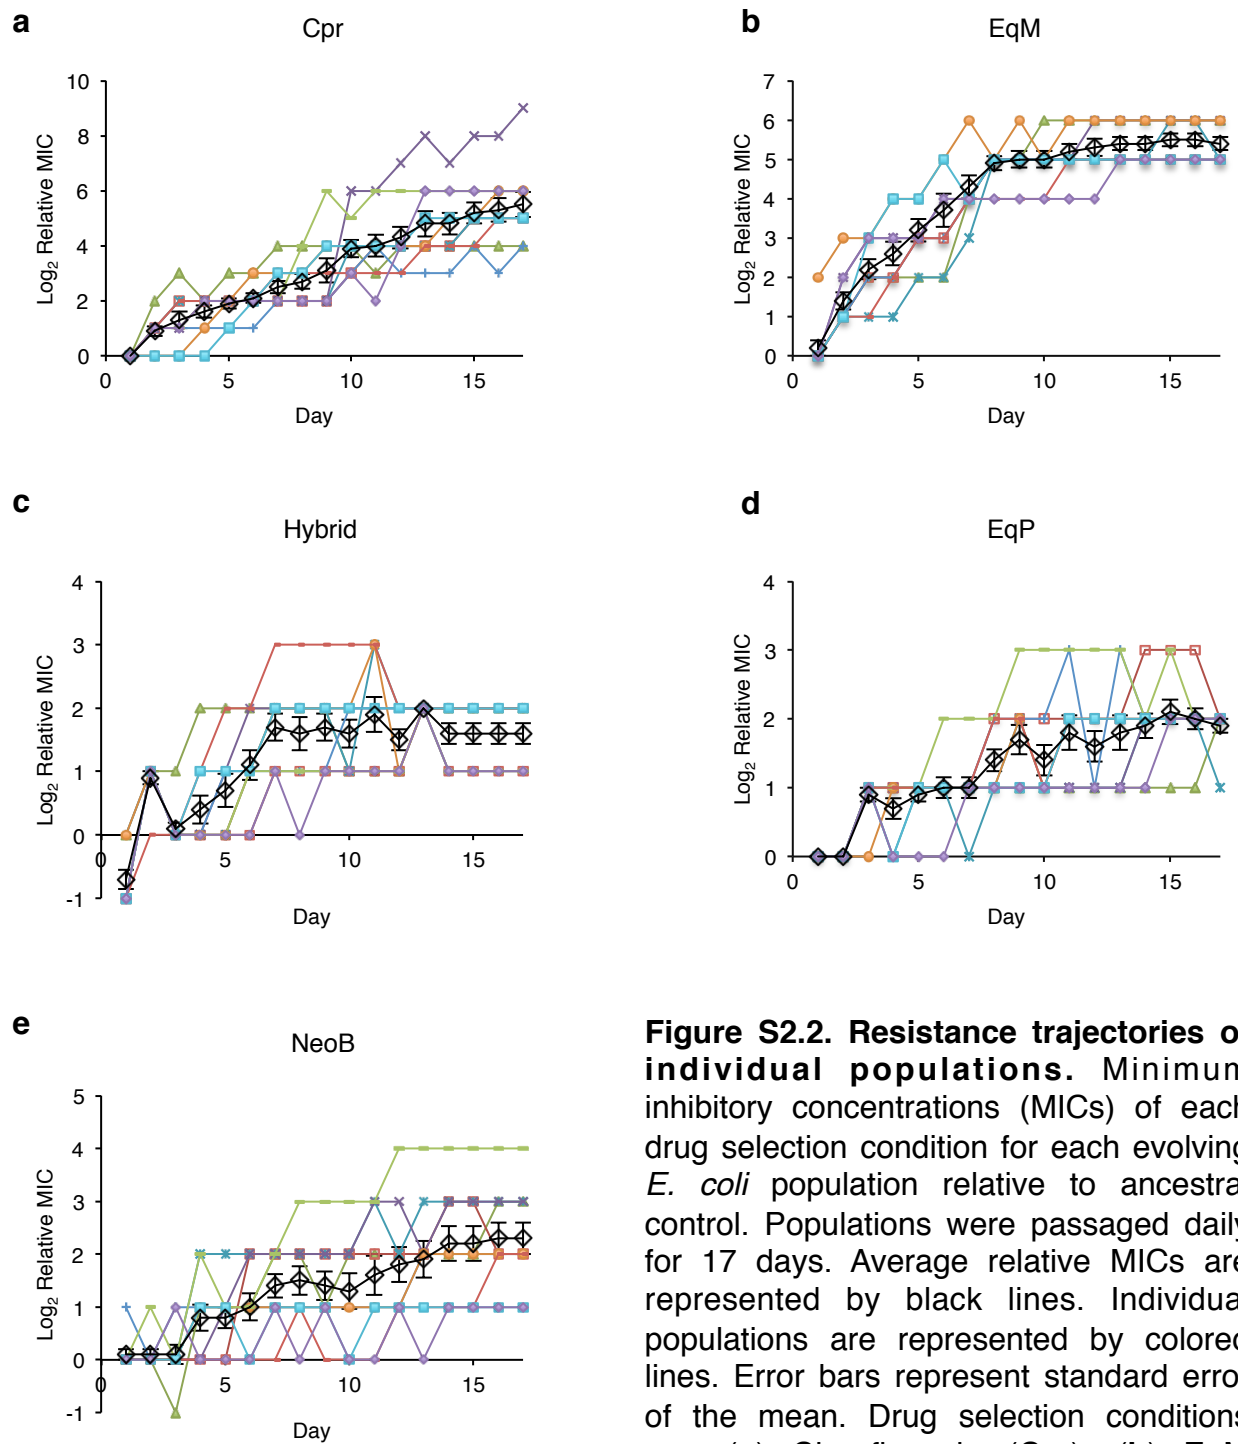 a
Cpr
Log2 Relative MIC
10
8
6
4
2
0
0 5 10 15
Day
b
EqM
Log2 Relative MIC
7
6
5
4
3
2
1
0
0 5 10 15
Day
c
Hybrid
Log2 Relative MIC
4
3
2
1
0
-1
0 5 10 15
Day
d
EqP
Log2 Relative MIC
4
3
2
1
0
0 5 10 15
Day
e
NeoB
Log2 Relative MIC
5
4
3
2
1
0
-1
0 5 10 15
Day
Figure S2.2. Resistance trajectories
individual populations. Minimum
inhibitory concentrations (MICs) of each
drug selection condition for each evolving
E. coli population relative to ancestra
control. Populations were passaged daily
for 17 days. Average relative MICs are
represented by black lines. Individua
populations are represented by colored
lines. Error bars represent standard erro
of the mean. Drug selection conditions